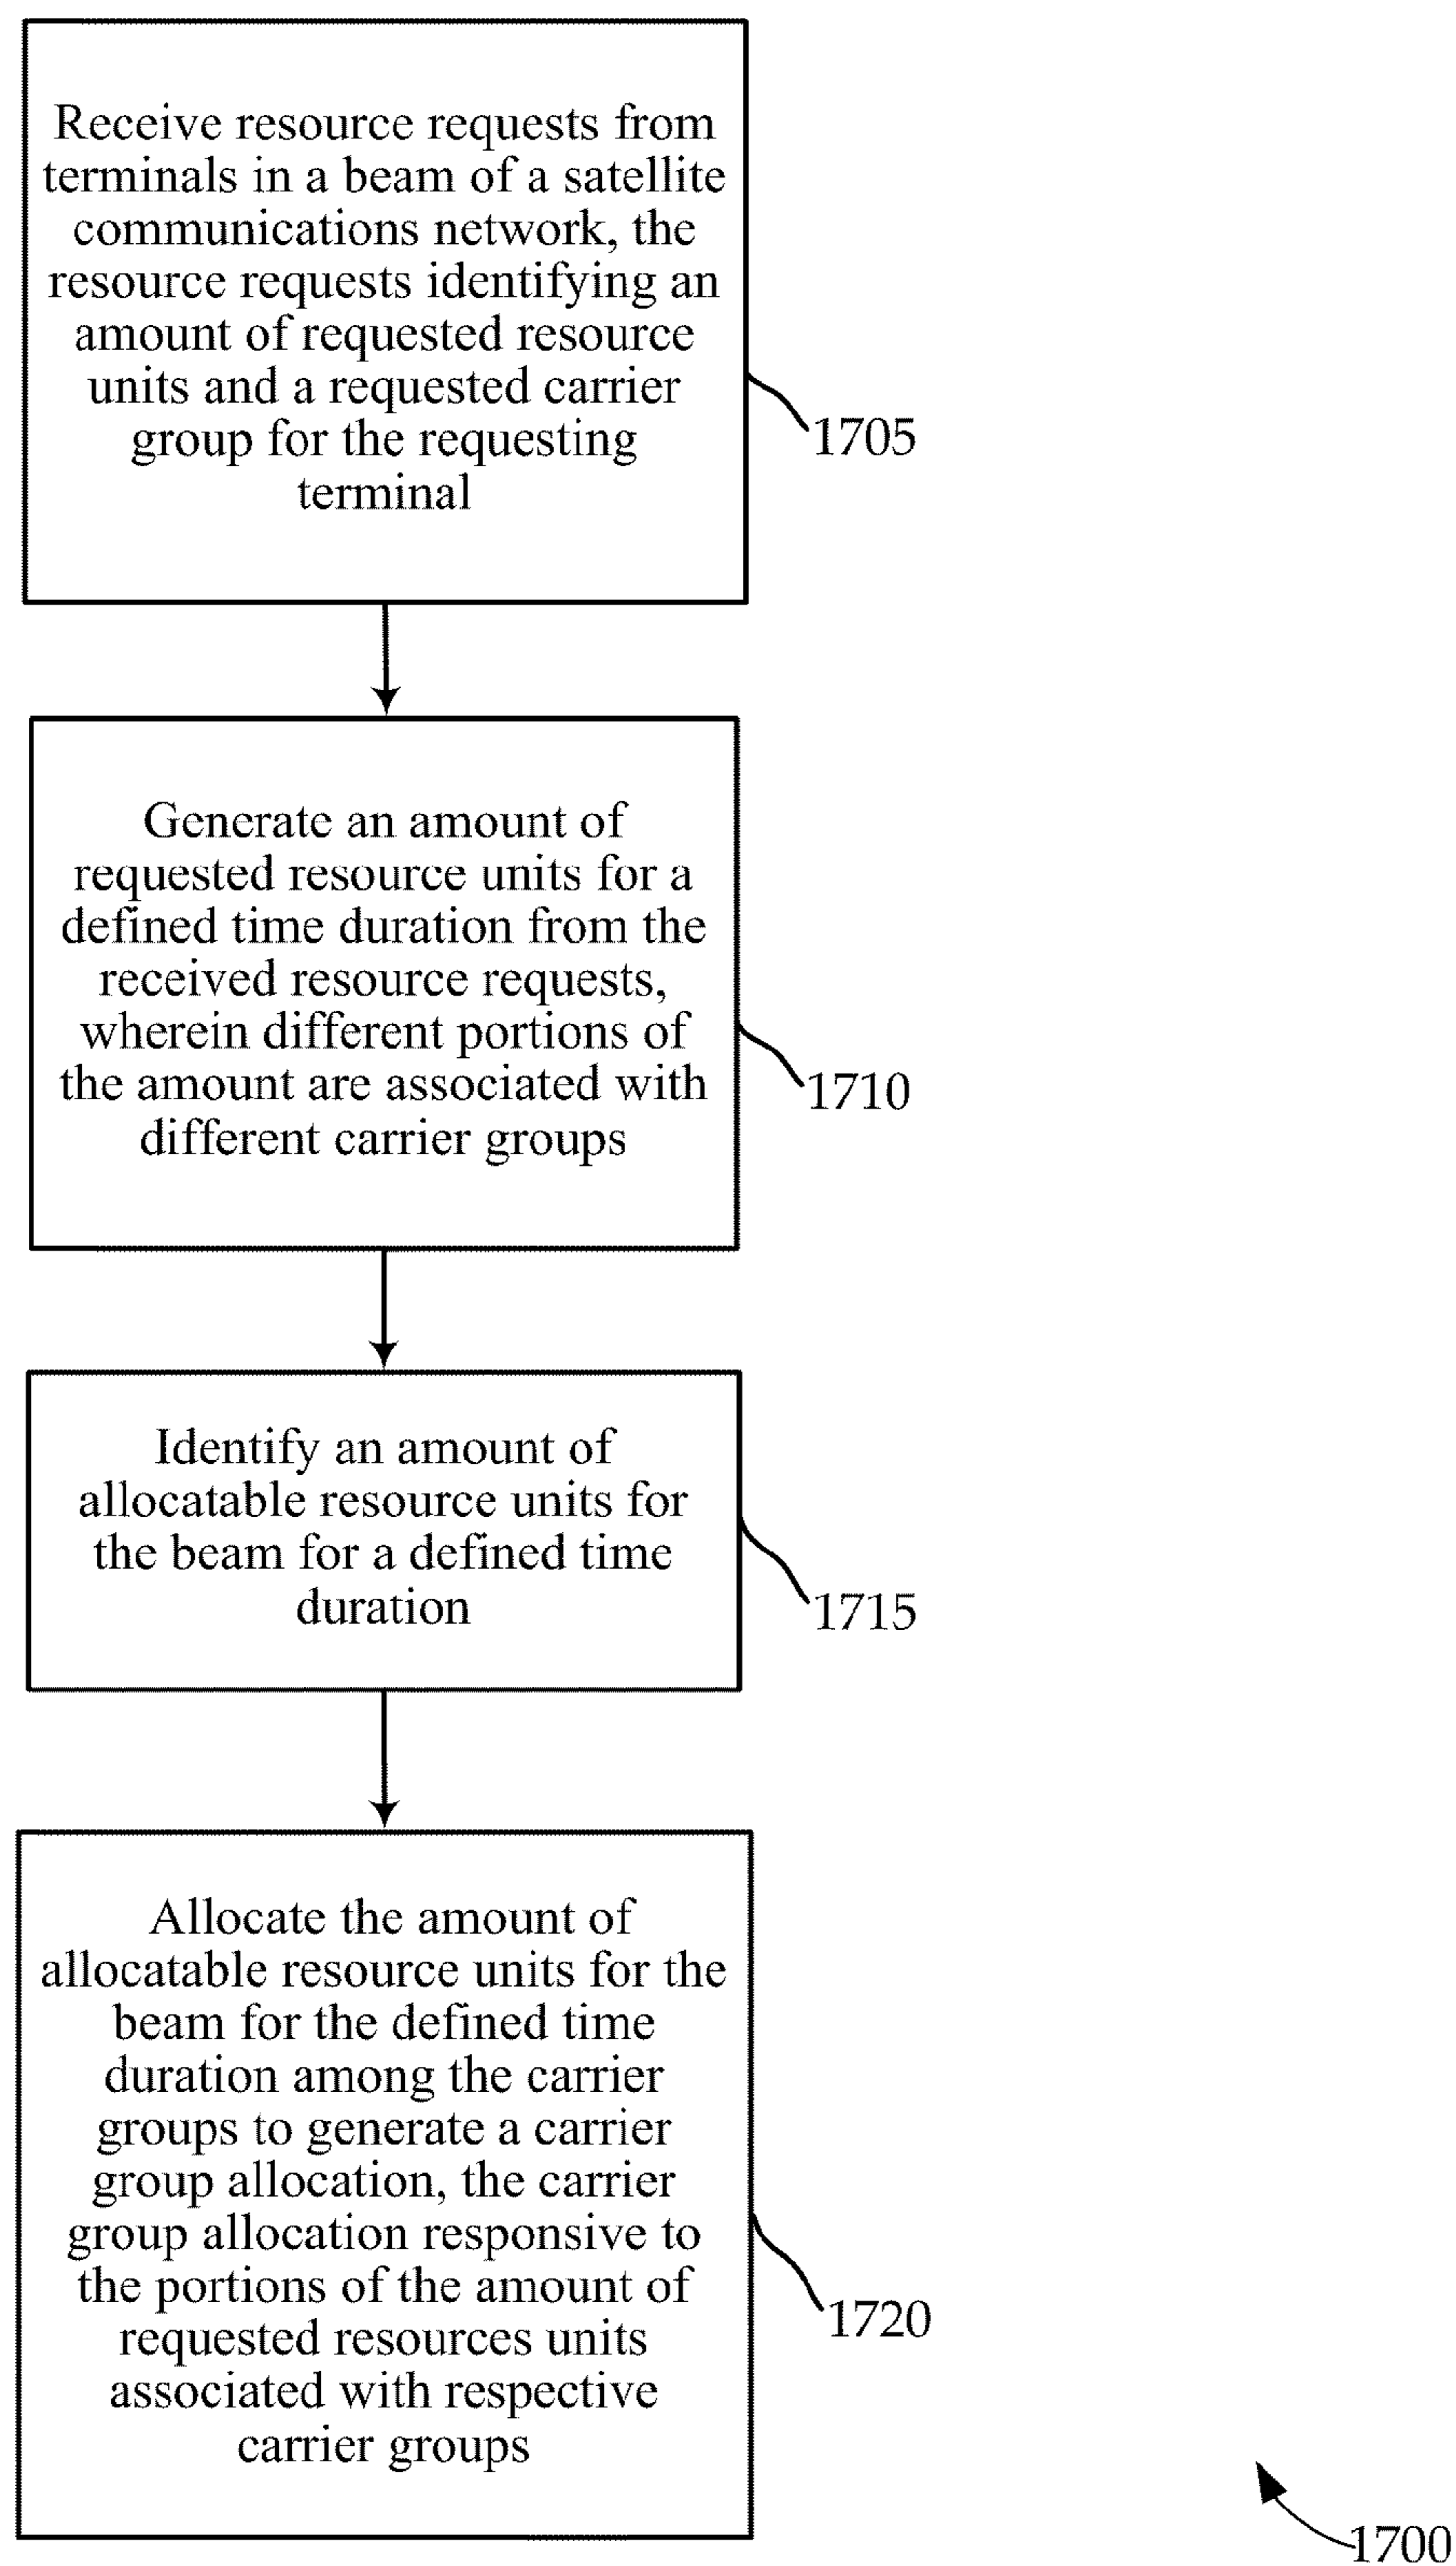 Receive resource requests from
terminals in a beam of a satellite
communications network, the
resource requests identifying an
amount of requested resource
units and a requested carrier
group for the requesting
terminal
1705
Generate an amount of
requested resource units for a
defined time duration from the
received resource requests,
wherein different portions of
the amount are associated with
different carrier groups
1710
Identify an amount of
allocatable resource units for
the beam for a defined time
duration
1715
Allocate the amount of
allocatable resource units for the
beam for the defined time
duration among the carrier
groups to generate a carrier
group allocation, the carrier
group allocation responsive to
the portions of the amount of
requested resources units
associated with respective
carrier groups
1720
1700